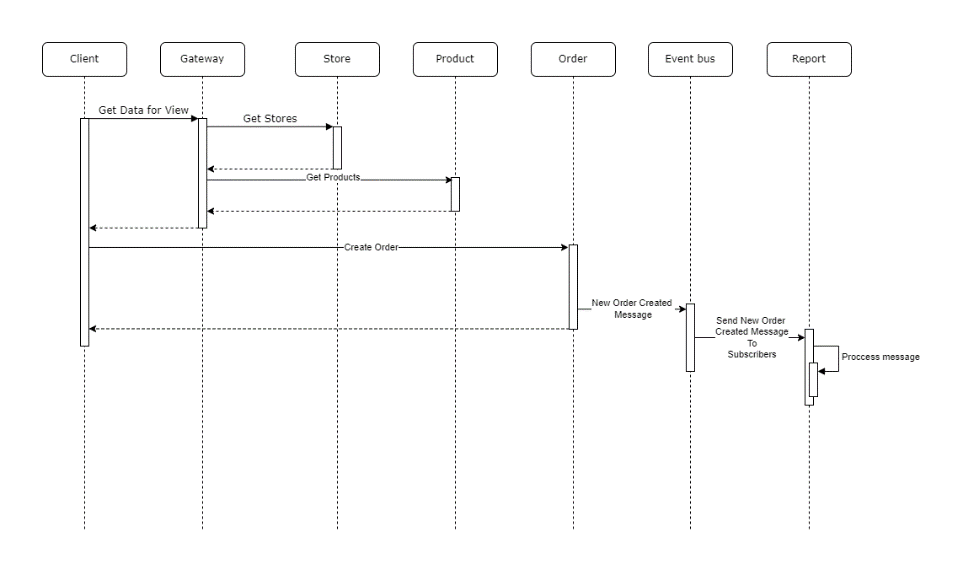 Client
Gateway
Store
Product
Order
Event bus
Report
Get Data for View
Get Stores
Get Products
Create Order
New Order Created
Message
Send New Order
Created Message
To
Subscribers
Proccess message